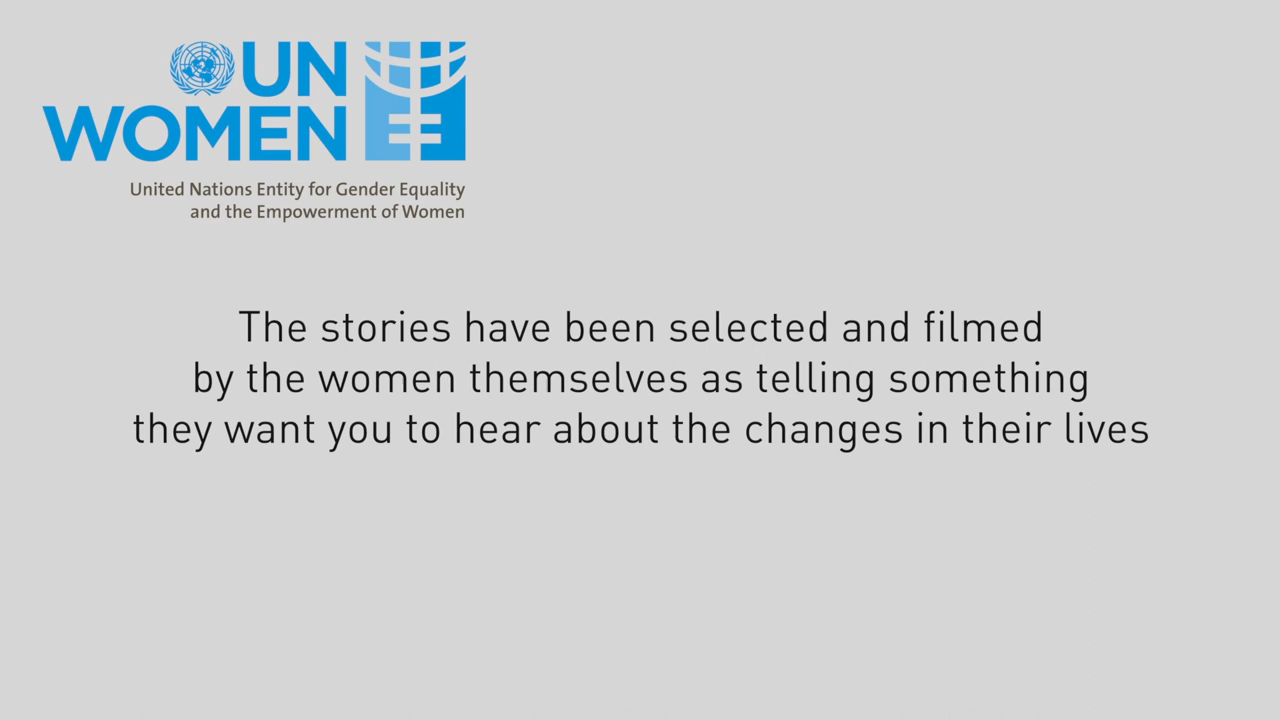 UN
WOMEN
United Nations Entity for Gender Equality
and the Empowerment of Women
The stories have been selected and filmed
by the women themselves as telling something
they want you to hear about the changes in their lives